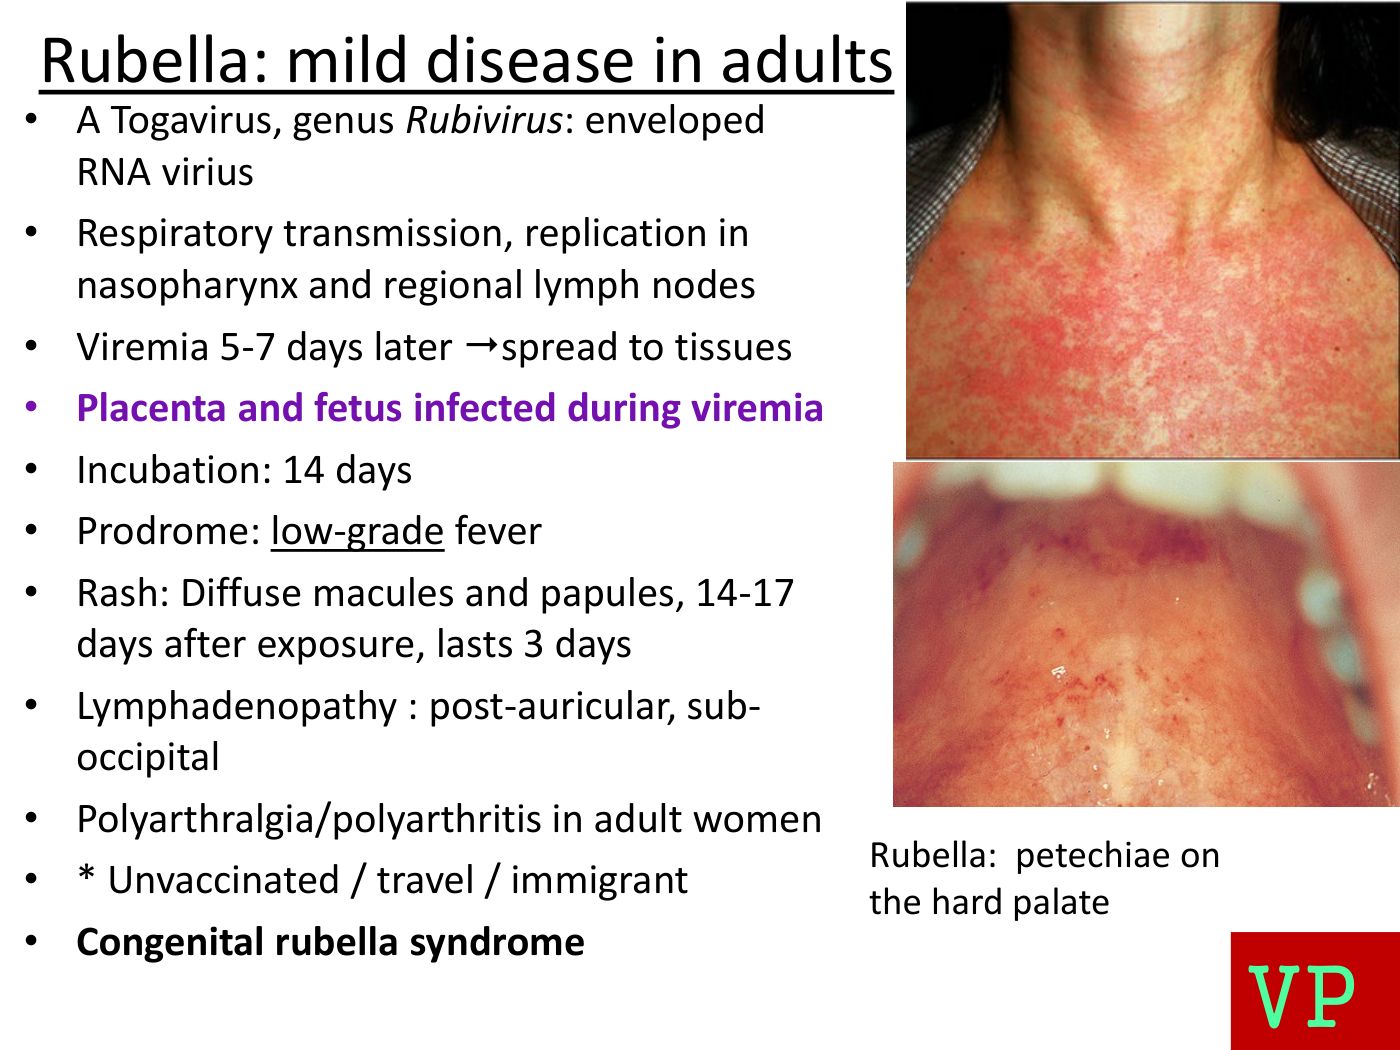 Rubella: mild disease in adults
• A Togavirus, genus Rubivirus: enveloped
RNA virius
• Respiratory transmission, replication in
nasopharynx and regional lymph nodes
• Viremia 5-7 days later →spread to tissues
• Placenta and fetus infected during viremia
• Incubation: 14 days
• Prodrome: low-grade fever
• Rash: Diffuse macules and papules, 14-17
days after exposure, lasts 3 days
• Lymphadenopathy : post-auricular, sub-
occipital
• Polyarthralgia/polyarthritis in adult women
• * Unvaccinated / travel / immigrant
• Congenital rubella syndrome
Rubella: petechiae on
the hard palate
VP